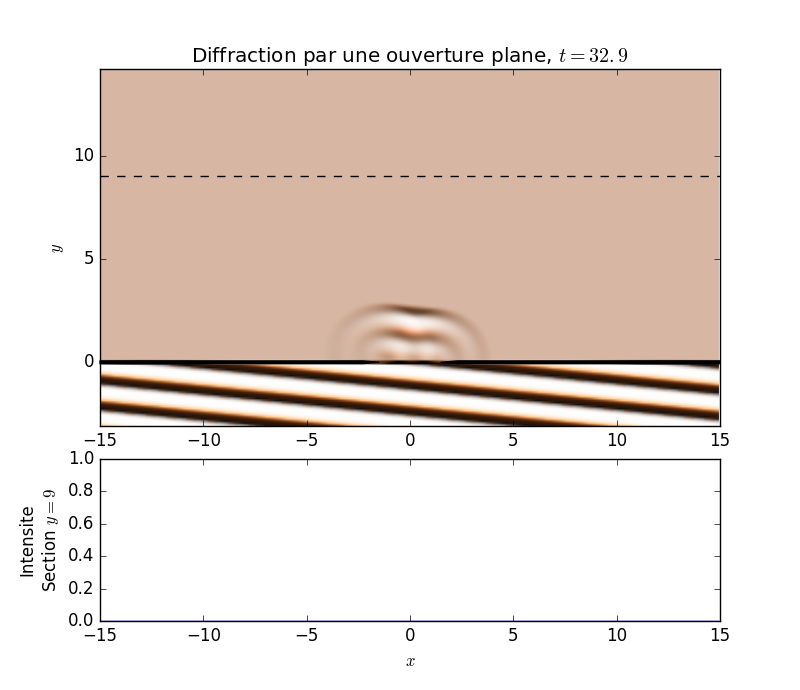 Diffraction par une ouverture plane, t = 32.9
10
5
0
y
−15 −10 −5 0 5 10 15
1.0
0.8
0.6
0.4
0.2
0.0
Intensite
Section y = 9
−15 −10 −5 0 5 10 15
x